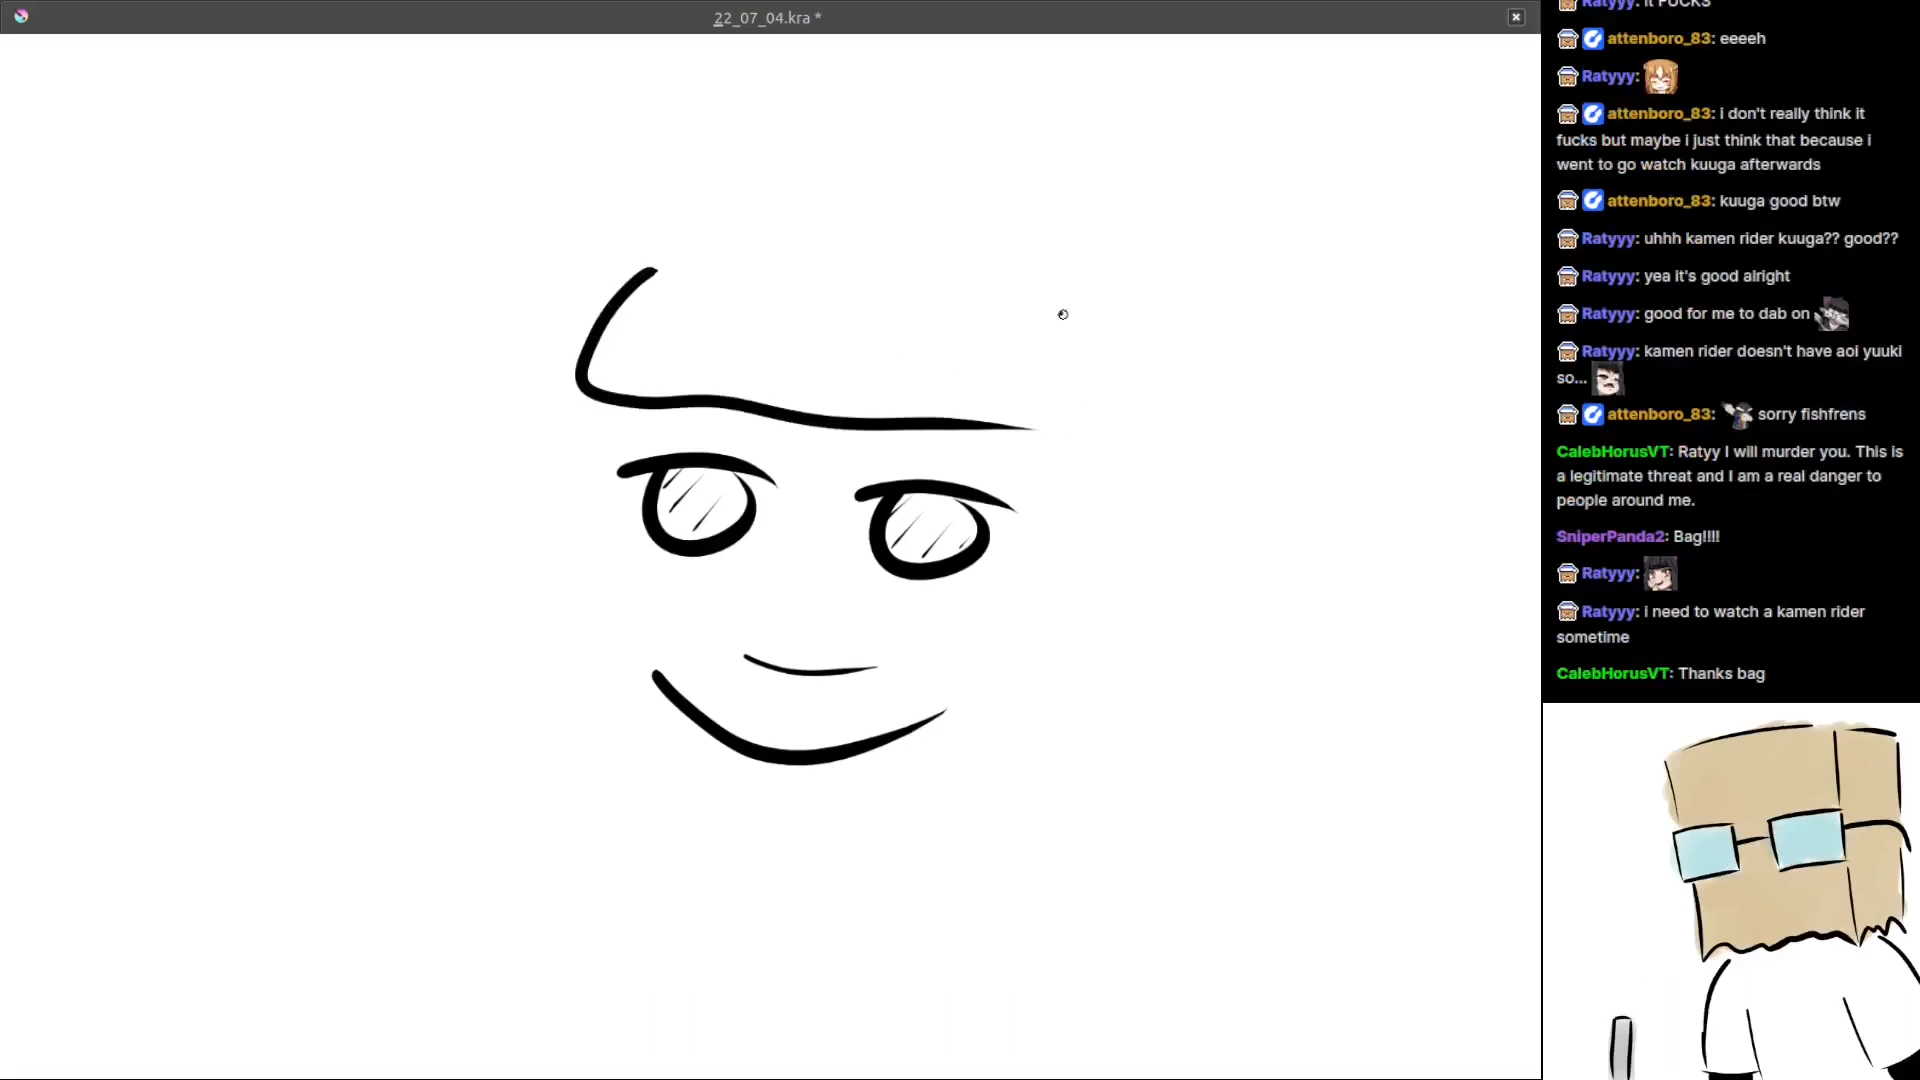 22_07_04.kra *
Ratyyy: it FUCKS
attenboro_83: eeeeh
Ratyyy:
attenboro_83: i don't really think it
fucks but maybe i just think that because i
went to go watch kuuga afterwards
attenboro_83: kuuga good btw
Ratyyy: uhhh kamen rider kuuga?? good??
Ratyyy: yea it's good alright
Ratyyy: good for me to dab on
Ratyyy: kamen rider doesn't have aoi yuuki
so...
attenboro_83: sorry fishfrens
CalebHorusVT: Ratyy I will murder you. This is
a legitimate threat and I am a real danger to
people around me.
SniperPanda2: Bag!!!!
Ratyyy:
Ratyyy: i need to watch a kamen rider
sometime
CalebHorusVT: Thanks bag